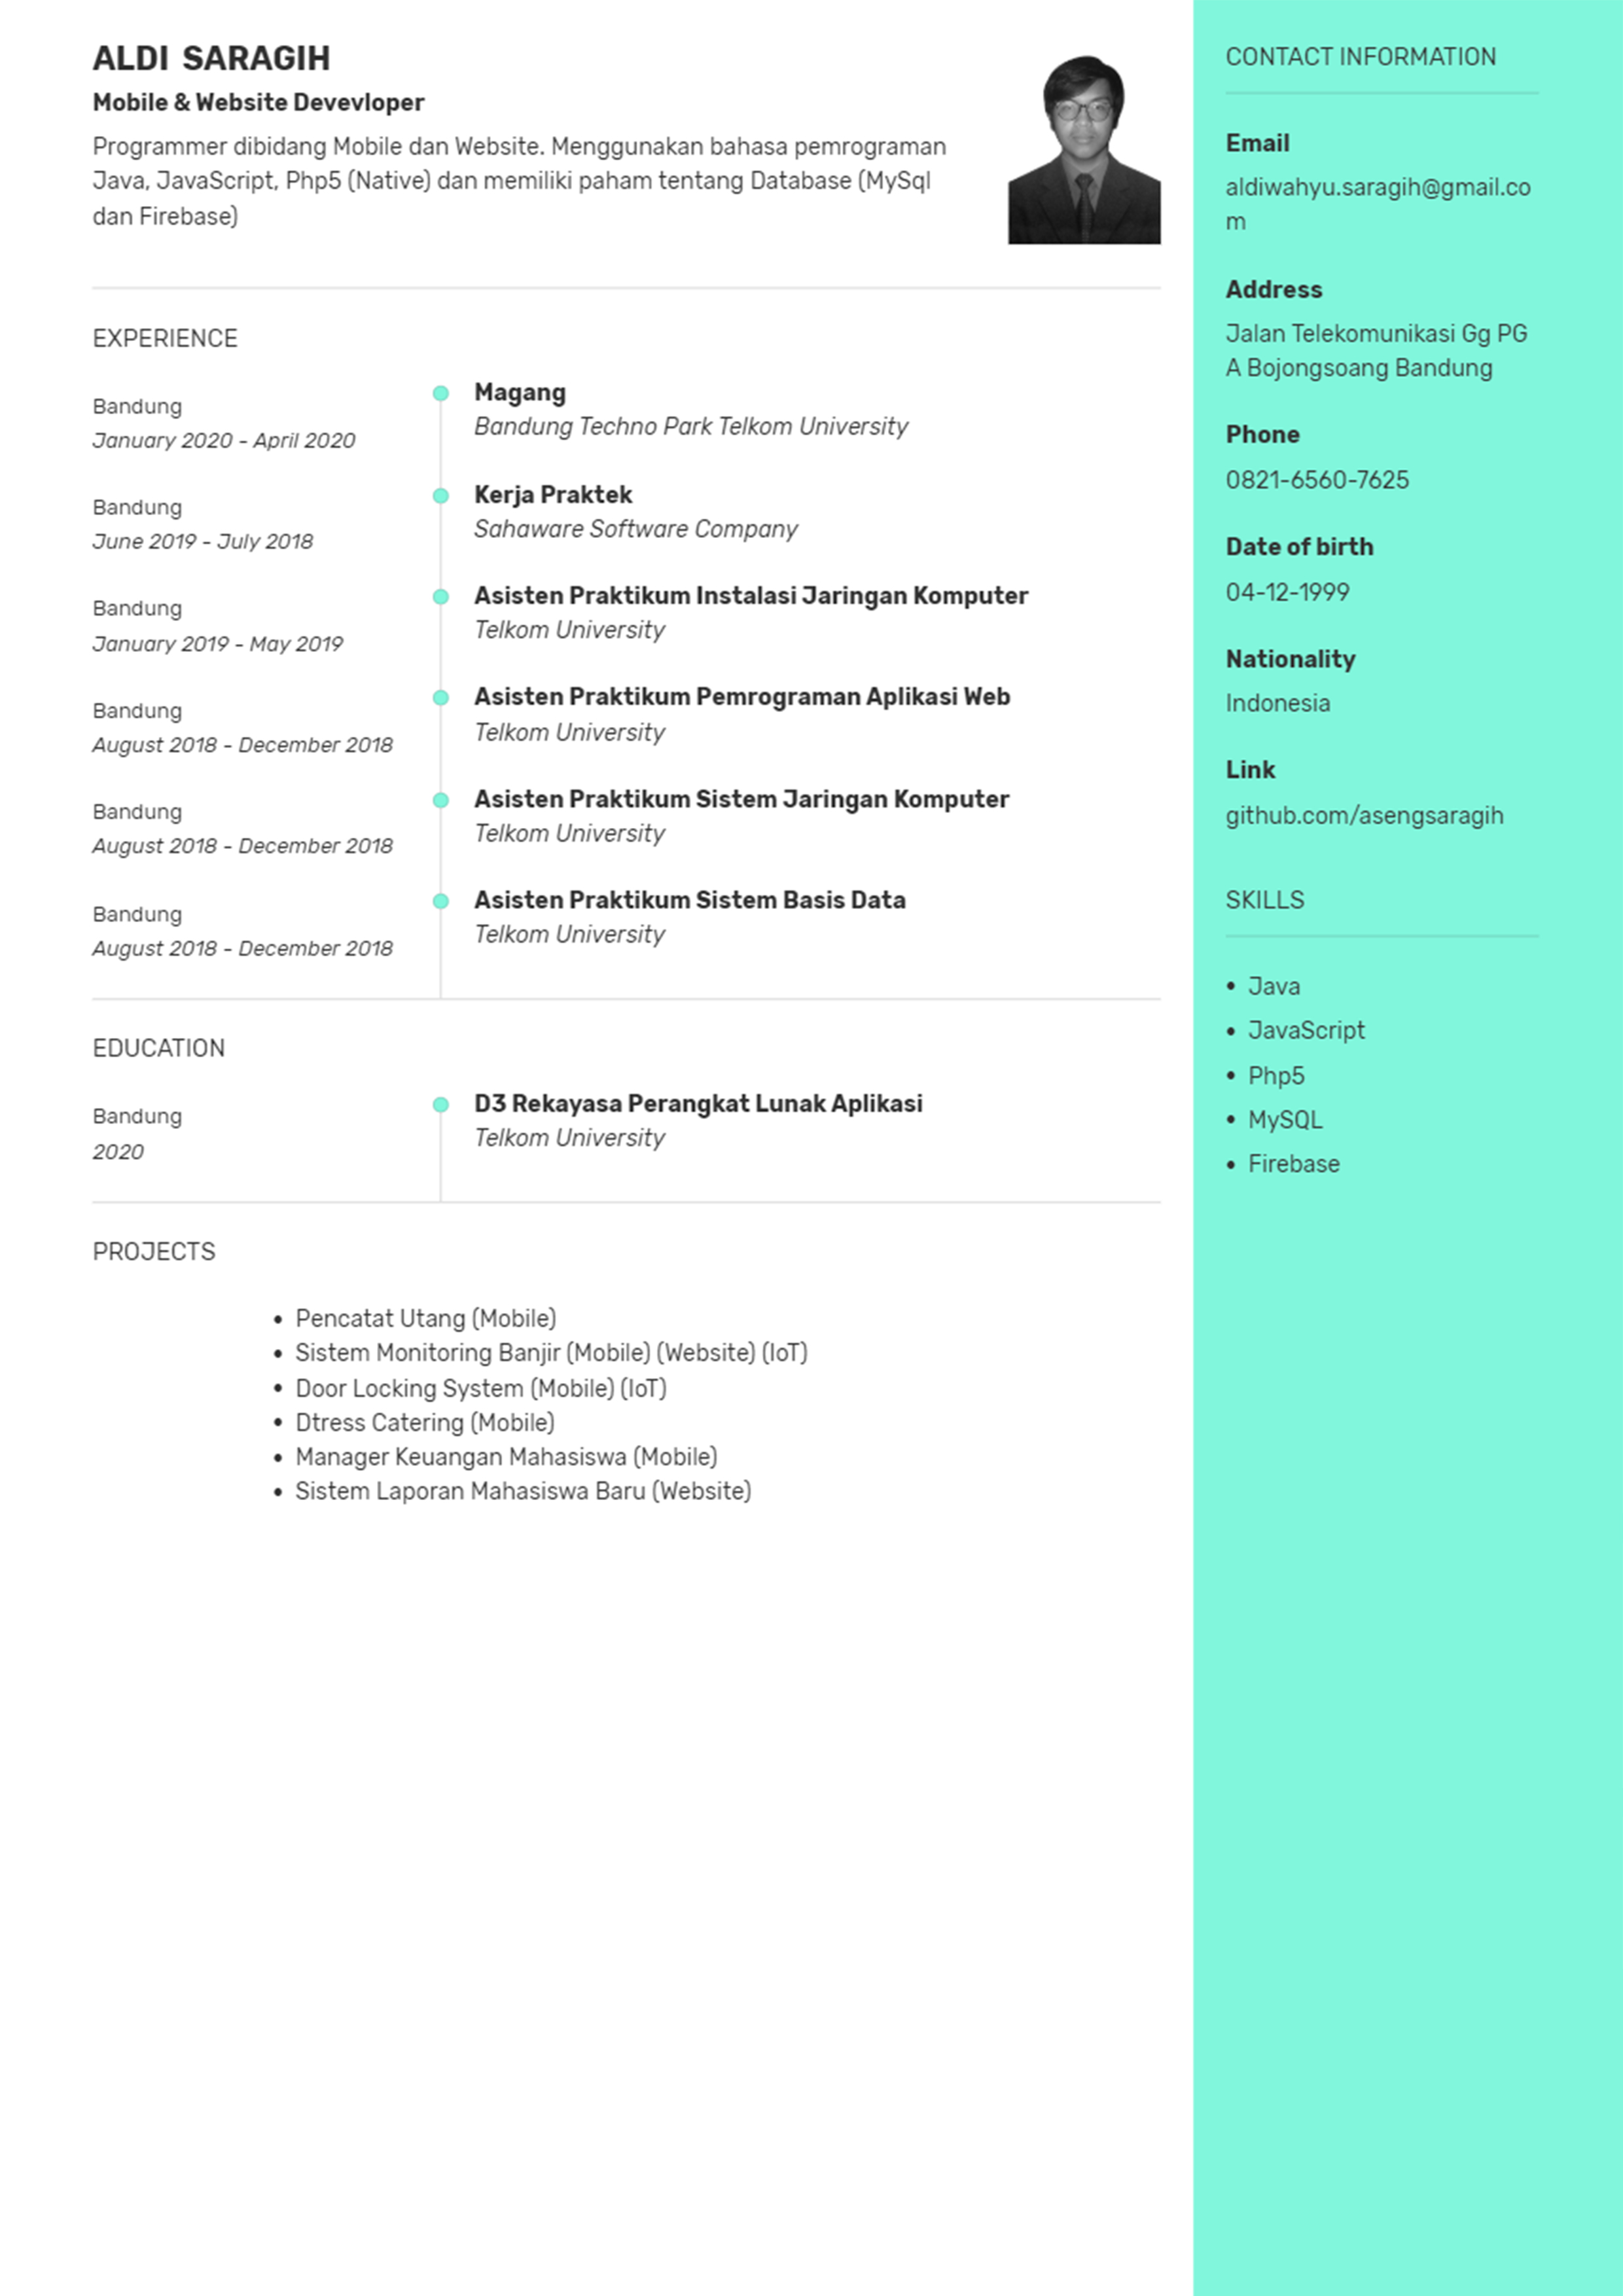 ALDI SARAGIH
Mobile & Website Devevloper
Programmer dibidang Mobile dan Website. Menggunakan bahasa pemrograman
Java, JavaScript, Php5 (Native) dan memiliki paham tentang Database (MySql
dan Firebase)
EXPERIENCE
Bandung
January 2020 - April 2020
Magang
Bandung Techno Park Telkom University
Bandung
June 2019 - July 2018
Kerja Praktek
Sahaware Software Company
Bandung
January 2019 - May 2019
Asisten Praktikum Instalasi Jaringan Komputer
Telkom University
Bandung
August 2018 - December 2018
Asisten Praktikum Pemrograman Aplikasi Web
Telkom University
Bandung
August 2018 - December 2018
Asisten Praktikum Sistem Jaringan Komputer
Telkom University
Bandung
August 2018 - December 2018
Asisten Praktikum Sistem Basis Data
Telkom University
EDUCATION
Bandung
2020
D3 Rekayasa Perangkat Lunak Aplikasi
Telkom University
PROJECTS
• Pencatat Utang (Mobile)
• Sistem Monitoring Banjir (Mobile) (Website) (IoT)
• Door Locking System (Mobile) (IoT)
• Dtress Catering (Mobile)
• Manager Keuangan Mahasiswa (Mobile)
• Sistem Laporan Mahasiswa Baru (Website)
CONTACT INFORMATION
Email
aldiwahyu.saragih@gmail.co
m
Address
Jalan Telekomunikasi Gg PG
A Bojongsoang Bandung
Phone
0821-6560-7625
Date of birth
04-12-1999
Nationality
Indonesia
Link
github.com/asengsaragih
SKILLS
• Java
• JavaScript
• Php5
• MySQL
• Firebase